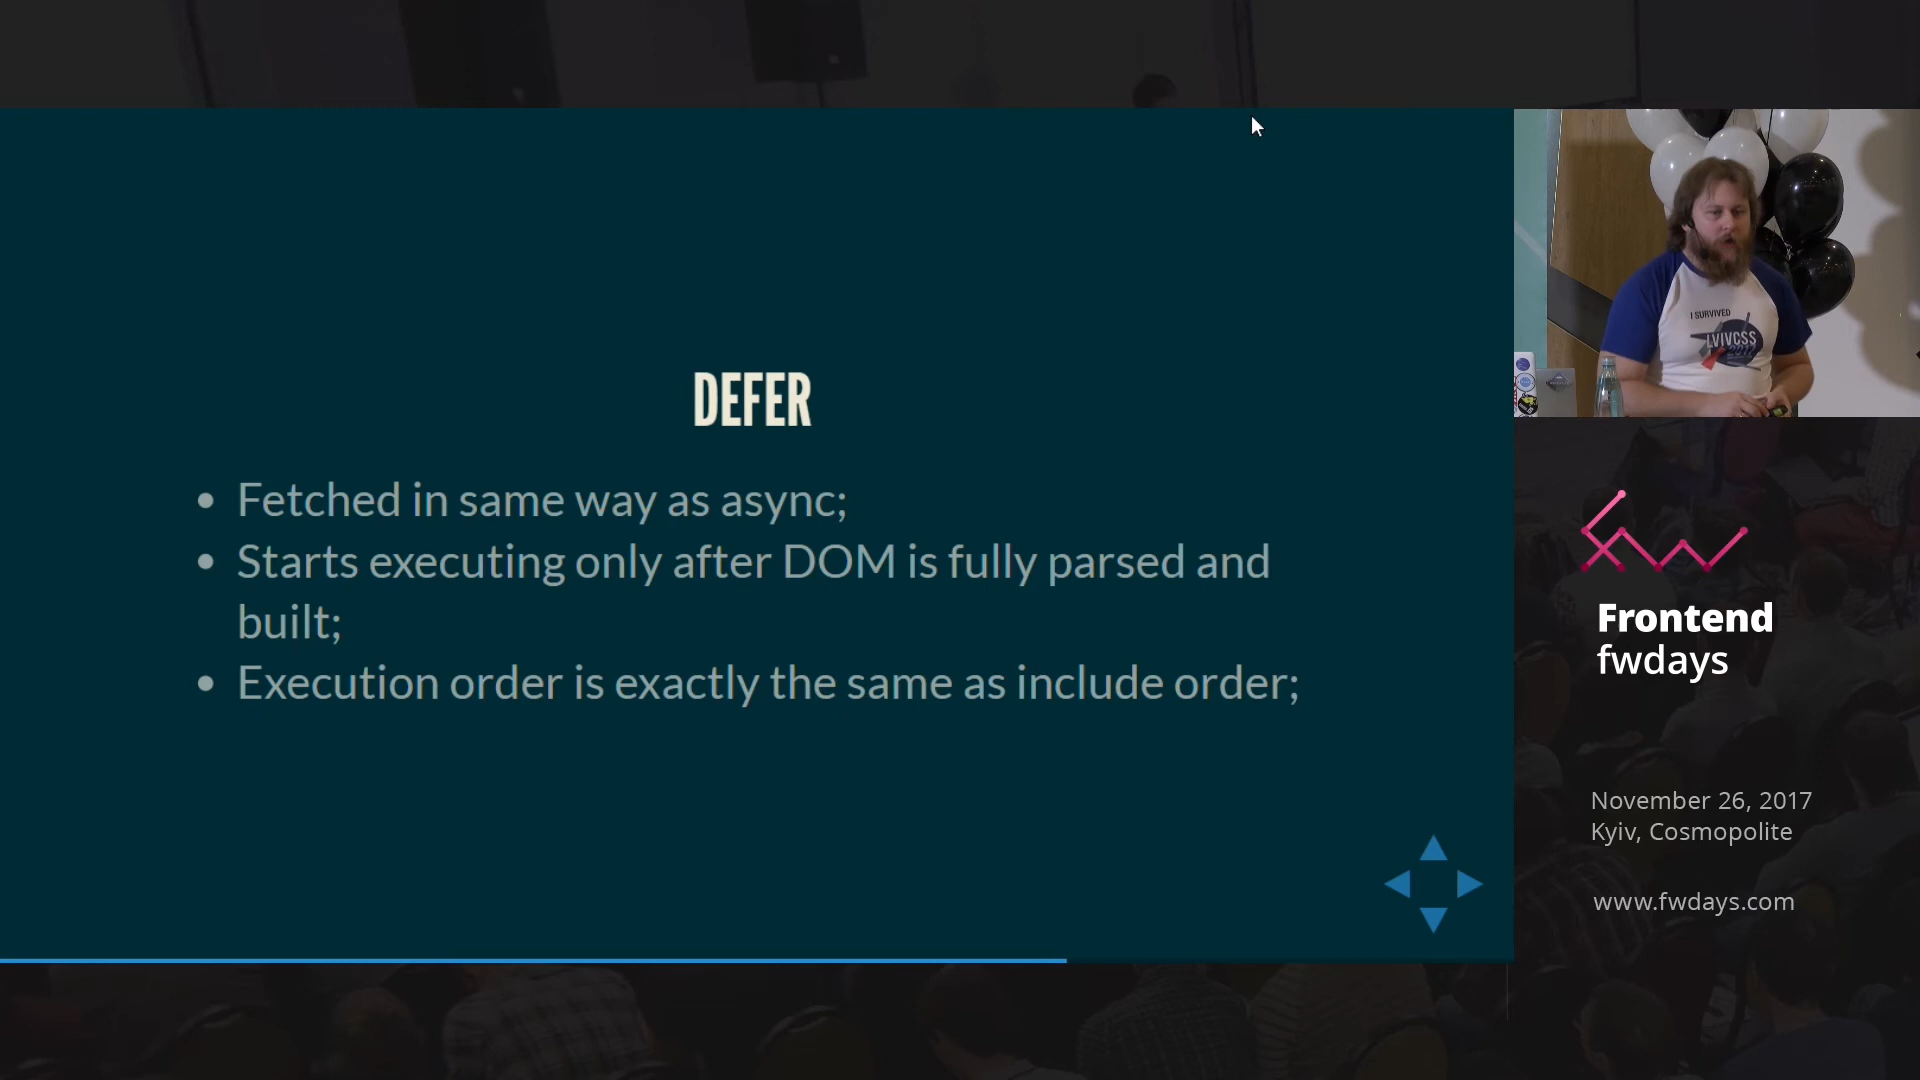 DEFER
Fetched in same way as async;
Starts executing only after DOM is fully parsed and
built;
Execution order is exactly the same as include order;
I SURVIVED
LVIVCSS
2017
Frontend
fwdays
November 26, 2017
Kyiv, Cosmopolite
www.fwdays.com